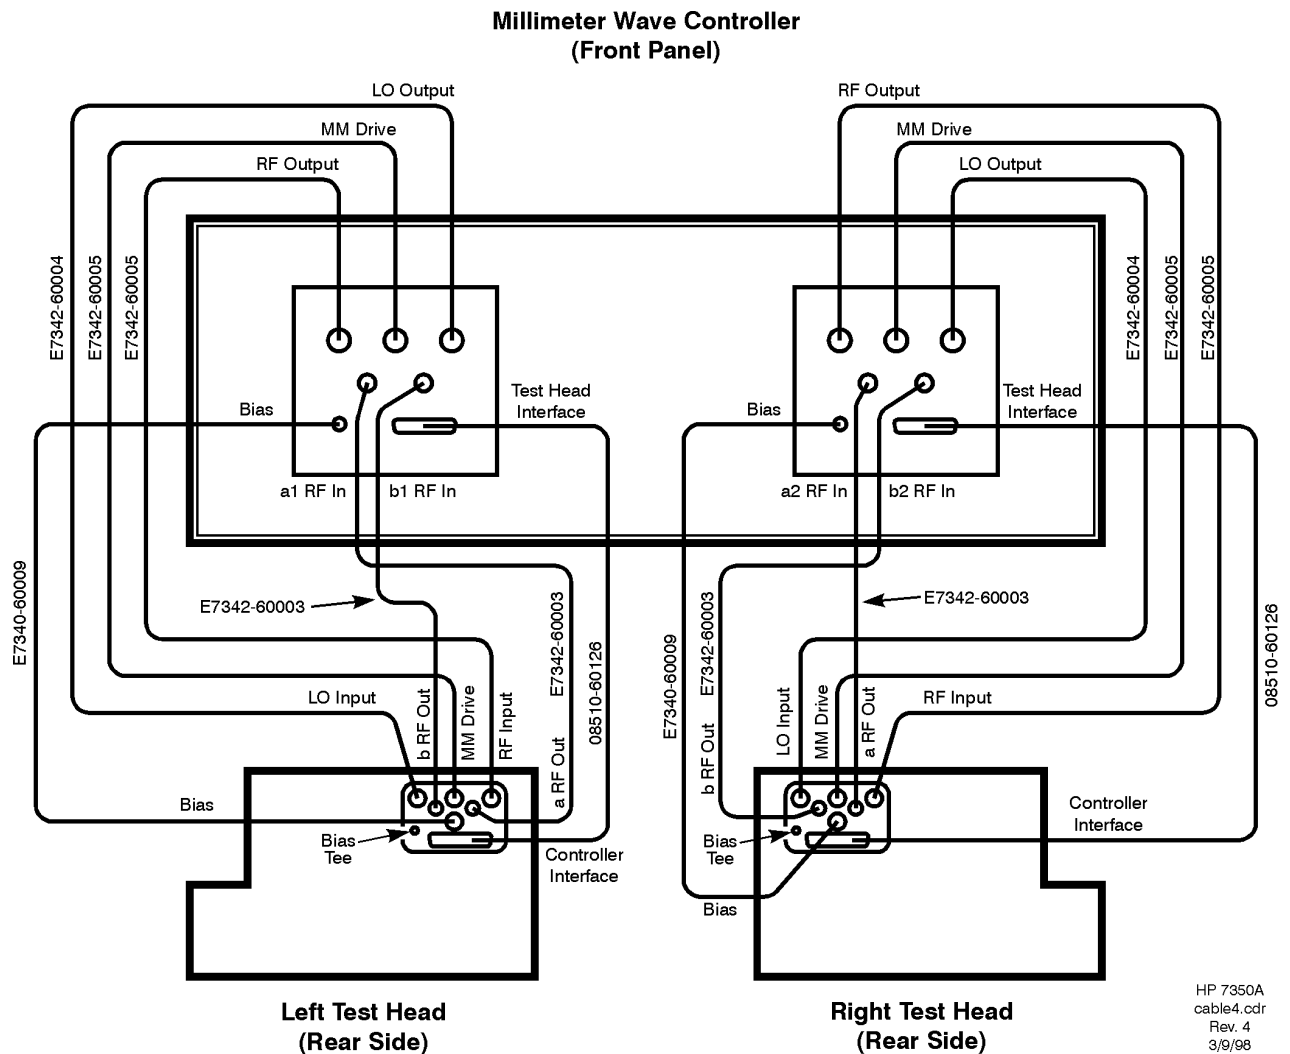 Millimeter Wave Controller
(Front Panel)
LO Output
MM Drive
RF Output
RF Output
MM Drive
LO Output
E7342-60004
E7342-60005
E7342-60005
E7342-60004
E7342-60005
E7342-60005
Bias
Test Head
Interface
Bias
Test Head
Interface
a1 RF In
b1 RF In
a2 RF In
b2 RF In
E7340-60009
E7342-60003
E7342-60003
08510-60126
E7340-60009
E7342-60003
E7342-60003
08510-60126
LO Input
b RF Out
MM Drive
RF Input
a RF Out
b RF Out
LO Input
MM Drive
a RF Out
RF Input
Bias
Bias
Tee
Controller
Interface
Bias
Tee
Controller
Interface
Bias
Left Test Head
(Rear Side)
Right Test Head
(Rear Side)
HP 7350A
cable4.cdr
Rev. 4
3/9/98